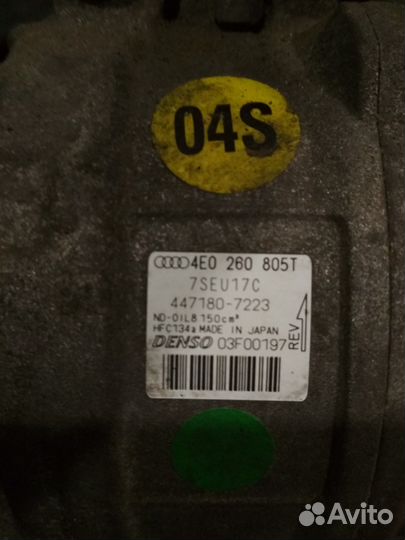 04S
4E0 260 805T
7SEU17C
447180-7223
ND-OIL8 150cm³
HFC134a MADE IN JAPAN
DENSO 03F00197
REV
Avito